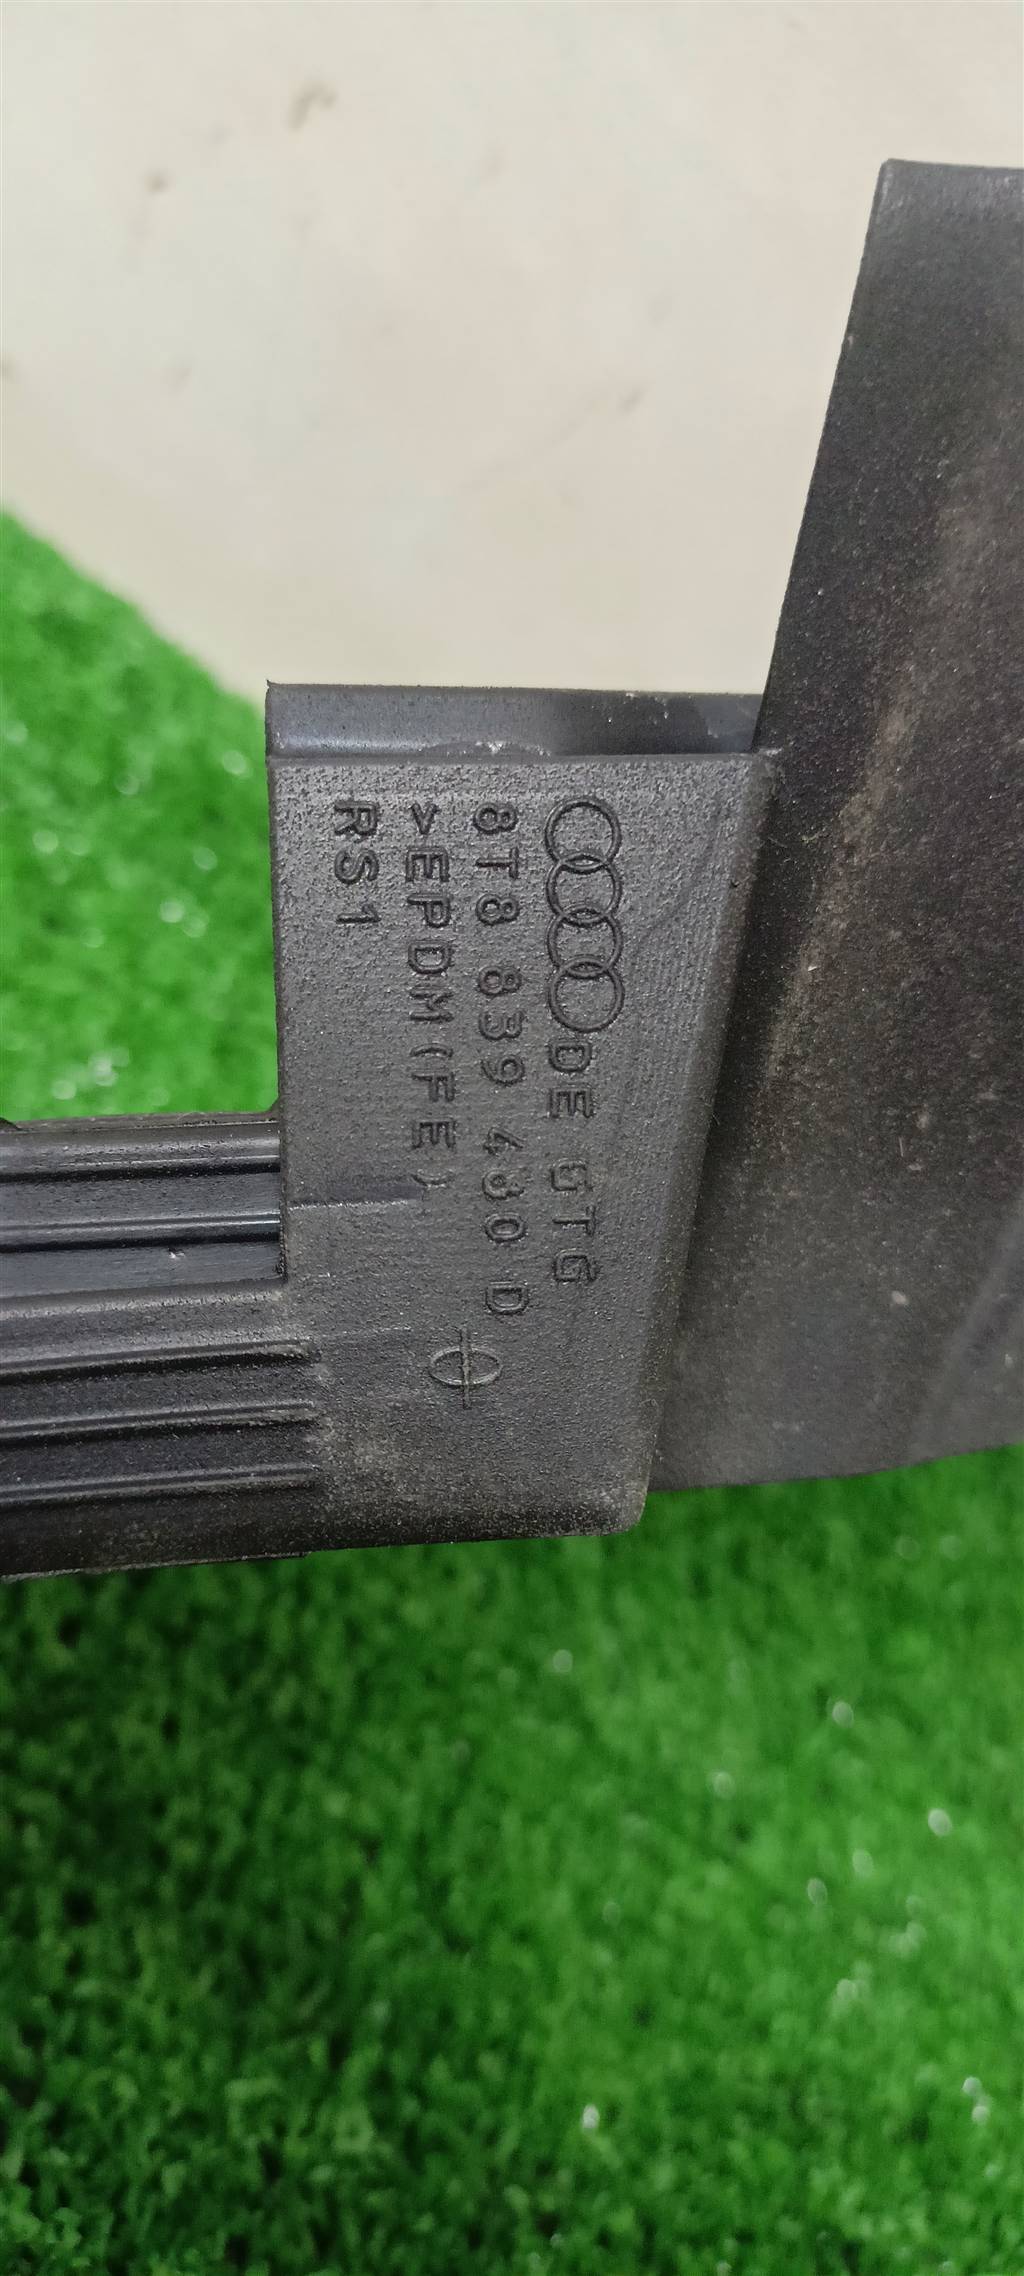 DE GTG
8T8 839 480 D
>EPDM(FE)
RS1